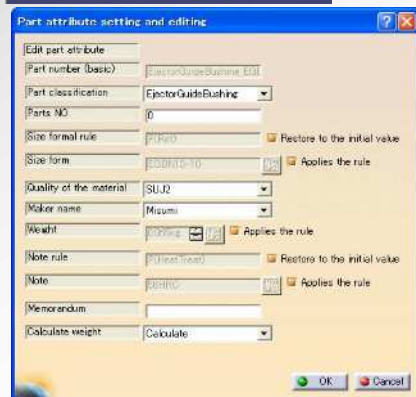 Part attribute setting and editing
Edit part attribute
Part number (basic)
Part classification EjectorGuideBushing
Parts NO 0
Size formal rule Restore to the initial value
Size form Applies the rule
Quality of the material SUJ2
Maker name Misumi
Weight Applies the rule
Note rule P(HeatTreat) Restore to the initial value
Note Applies the rule
Memorandum
Calculate weight Calculate
OK Cancel